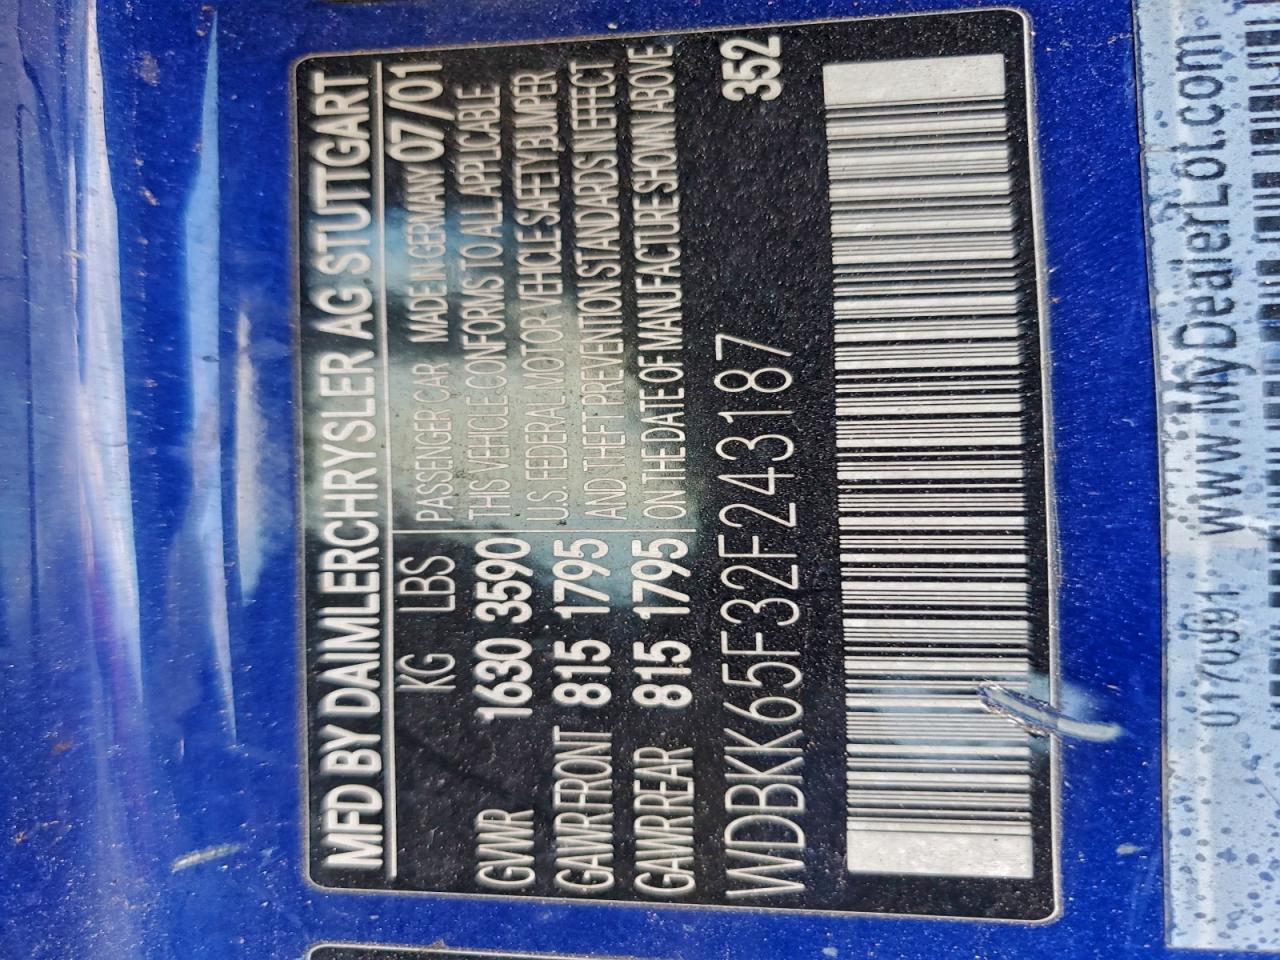 MFD BY DAIMLERCHRYSLER AG STUTTGART
KG LBS PASSENGER CAR MADE IN GERMANY 07/01
GVWR 1630 3590 THIS VEHICLE CONFORMS TO ALL APPLICABLE
U.S. FEDERAL MOTOR VEHICLE SAFETY BUMPER
GAWR FRONT 815 1795 AND THEFT PREVENTION STANDARDS IN EFFECT
GAWR REAR 815 1795 ON THE DATE OF MANUFACTURE SHOWN ABOVE
WDBKK65F32F243187 352
0170991 www.MyDealerLot.com